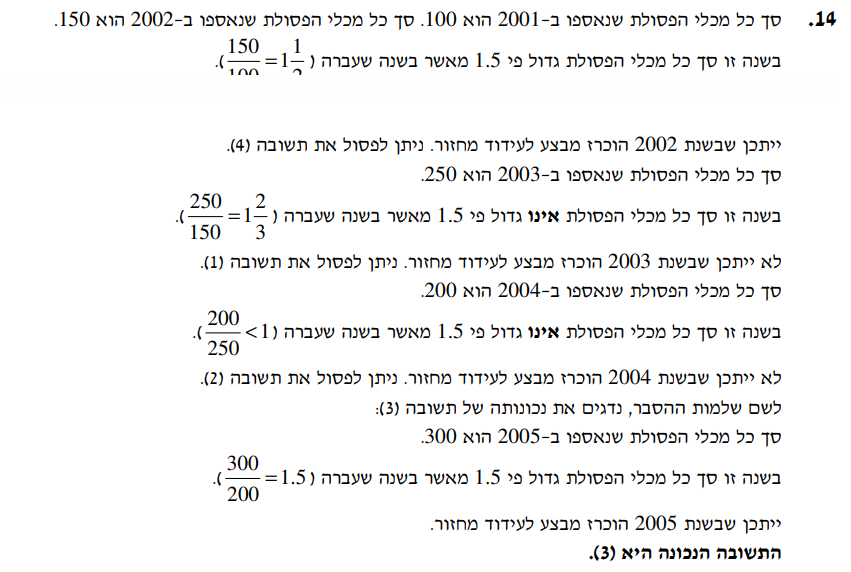 14. סך כל מכלי הפסולת שנאספו ב-2001 הוא 100. סך כל מכלי הפסולת שנאספו ב-2002 הוא 150.
בשנה זו סך כל מכלי הפסולת גדול פי 1.5 מאשר בשנה שעברה (150/100 = 1 1/2).
ייתכן שבשנת 2002 הוכרז מבצע לעידוד מחזור. ניתן לפסול את תשובה (4).
סך כל מכלי הפסולת שנאספו ב-2003 הוא 250.
בשנה זו סך כל מכלי הפסולת אינו גדול פי 1.5 מאשר בשנה שעברה (250/150 = 1 2/3).
לא ייתכן שבשנת 2003 הוכרז מבצע לעידוד מחזור. ניתן לפסול את תשובה (1).
סך כל מכלי הפסולת שנאספו ב-2004 הוא 200.
בשנה זו סך כל מכלי הפסולת אינו גדול פי 1.5 מאשר בשנה שעברה (200/250 < 1).
לא ייתכן שבשנת 2004 הוכרז מבצע לעידוד מחזור. ניתן לפסול את תשובה (2).
לשם שלמות ההסבר, נדגים את נכונותה של תשובה (3):
סך כל מכלי הפסולת שנאספו ב-2005 הוא 300.
בשנה זו סך כל מכלי הפסולת גדול פי 1.5 מאשר בשנה שעברה (300/200 = 1.5).
ייתכן שבשנת 2005 הוכרז מבצע לעידוד מחזור.
התשובה הנכונה היא (3).